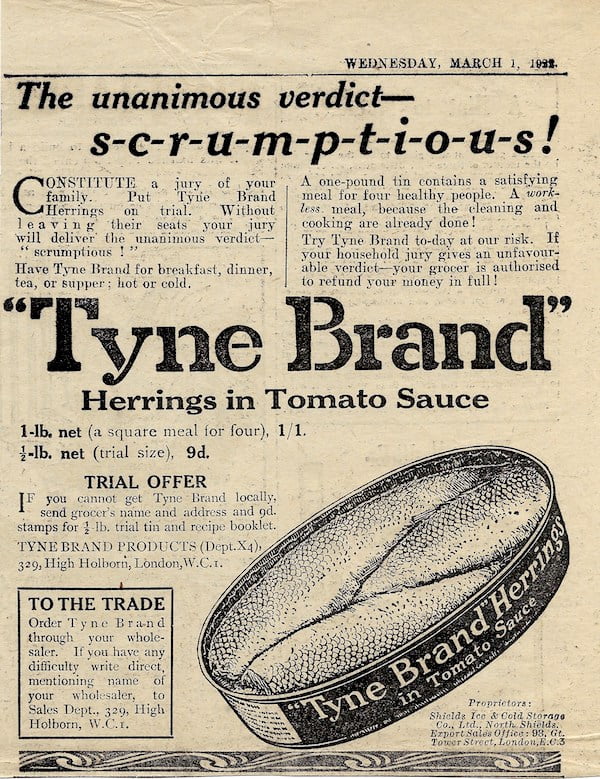 WEDNESDAY, MARCH 1, 1922.
The unanimous verdict—
s-c-r-u-m-p-t-i-o-u-s!
CONSTITUTE a jury of your
family. Put Tyne Brand
Herrings on trial. Without
leaving their seats your jury
will deliver the unanimous verdict—
" scrumptious ! "
Have Tyne Brand for breakfast, dinner,
tea, or supper; hot or cold.
A one-pound tin contains a satisfying
meal for four healthy people. A work-
less meal, because the cleaning and
cooking are already done!
Try Tyne Brand to-day at our risk. If
your household jury gives an unfavour-
able verdict—your grocer is authorised
to refund your money in full!
"Tyne Brand"
Herrings in Tomato Sauce
1-lb. net (a square meal for four), 1/1.
½-lb. net (trial size), 9d.
TRIAL OFFER
IF you cannot get Tyne Brand locally,
send grocer's name and address and 9d.
stamps for ½ lb. trial tin and recipe booklet.
TYNE BRAND PRODUCTS (Dept.X4),
329, High Holborn, London, W.C.1.
TO THE TRADE
Order Tyne Brand
through your whole-
saler. If you have any
difficulty write direct,
mentioning name of
your wholesaler, to
Sales Dept., 329, High
Holborn, W.C.1.
"Tyne Brand" Herrings
in Tomato Sauce
Proprietors:
Shields Ice & Cold Storage
Co., Ltd., North Shields.
Export Sales Office: 98, Gt.
Tower Street, London, E.C.3